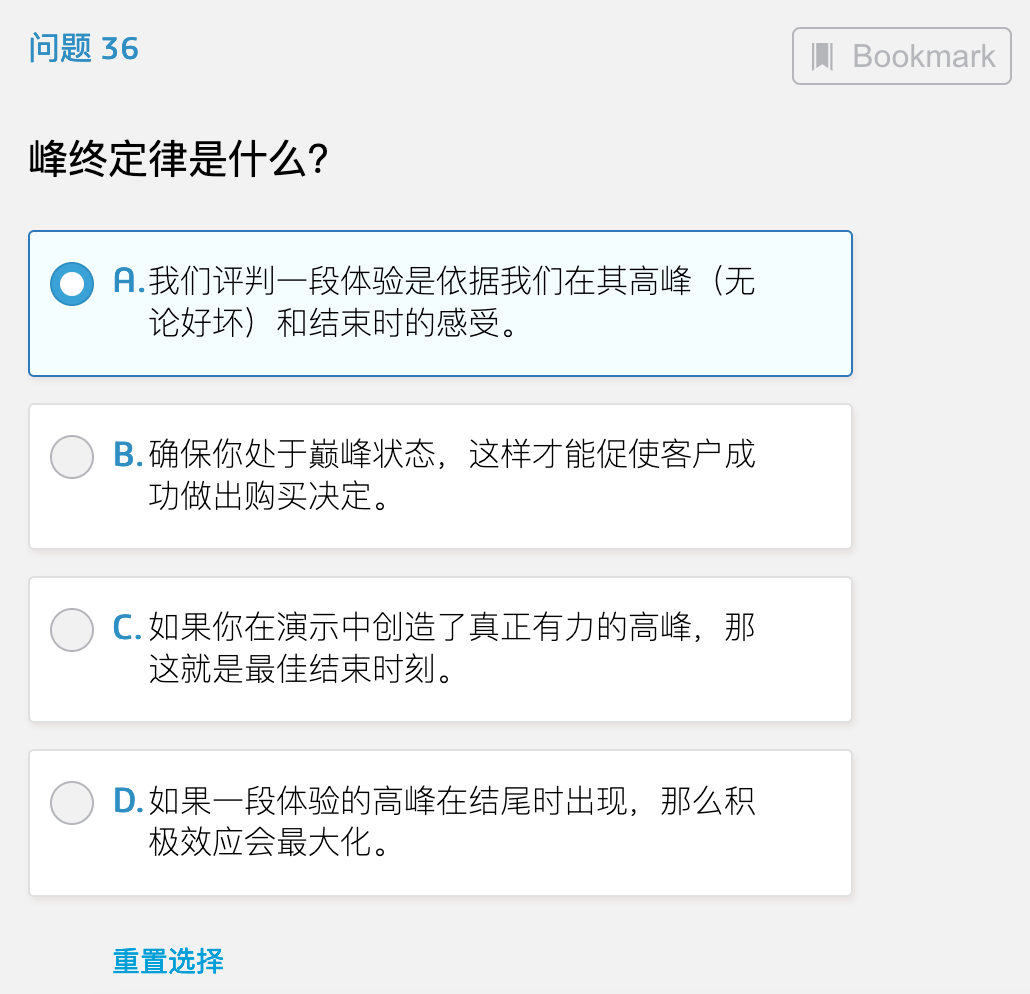 问题 36
Bookmark
峰终定律是什么?
A.我们评判一段体验是依据我们在其高峰（无
论好坏）和结束时的感受。
B.确保你处于巅峰状态，这样才能促使客户成
功做出购买决定。
C.如果你在演示中创造了真正有力的高峰，那
这就是最佳结束时刻。
D.如果一段体验的高峰在结尾时出现，那么积
极效应会最大化。
重置选择